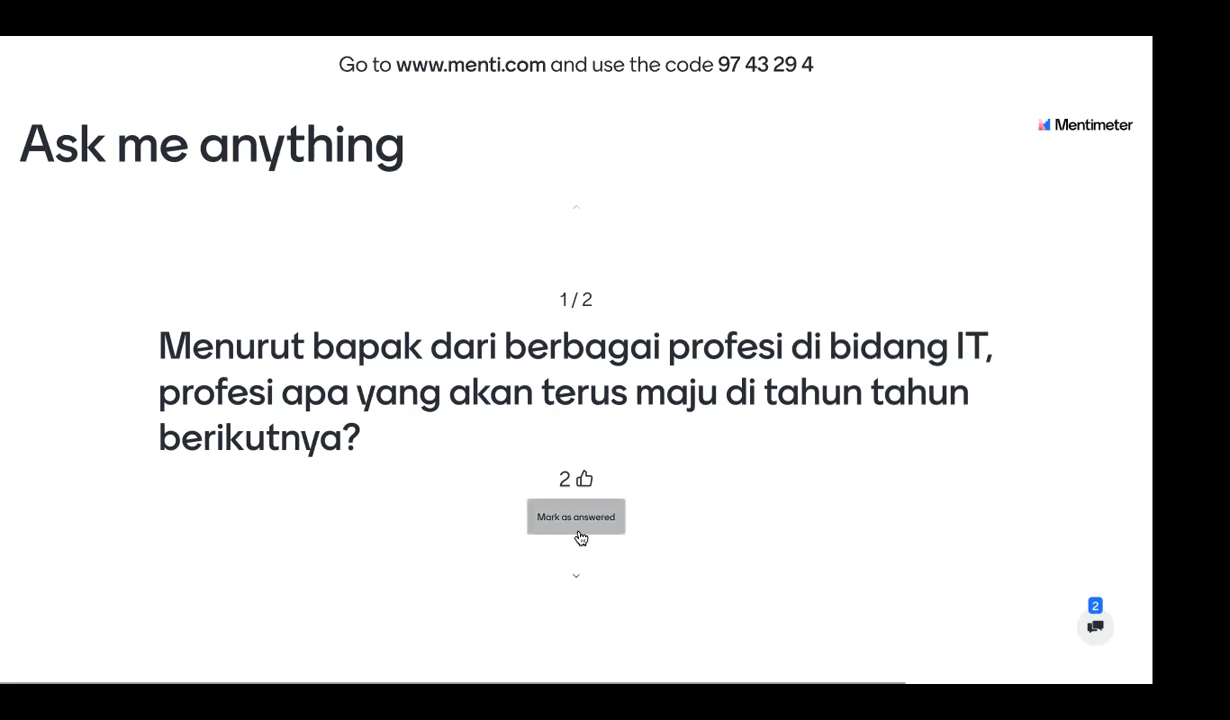 Go to www.menti.com and use the code 97 43 29 4
Ask me anything
Mentimeter
1 / 2
Menurut bapak dari berbagai profesi di bidang IT,
profesi apa yang akan terus maju di tahun tahun
berikutnya?
2
Mark as answered
2